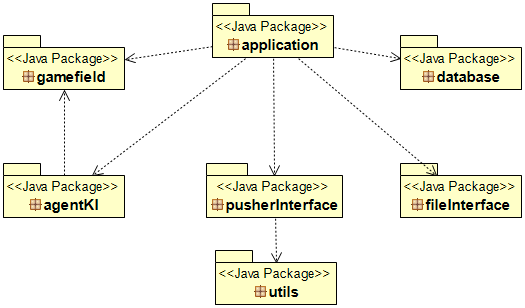 <<Java Package>>
application
<<Java Package>>
gamefield
<<Java Package>>
database
<<Java Package>>
agentKI
<<Java Package>>
pusherInterface
<<Java Package>>
fileInterface
<<Java Package>>
utils